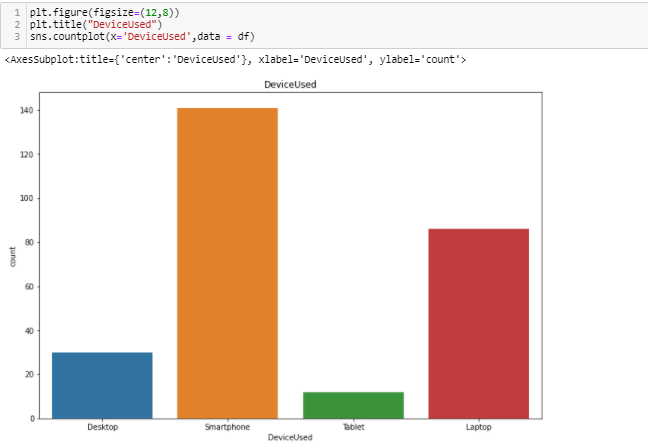 1 plt.figure(figsize=(12,8))
2 plt.title("DeviceUsed")
3 sns.countplot(x='DeviceUsed',data = df)
<AxesSubplot:title={'center':'DeviceUsed'}, xlabel='DeviceUsed', ylabel='count'>
DeviceUsed
140
120
100
80
60
40
20
0
count
Desktop Smartphone Tablet Laptop
DeviceUsed